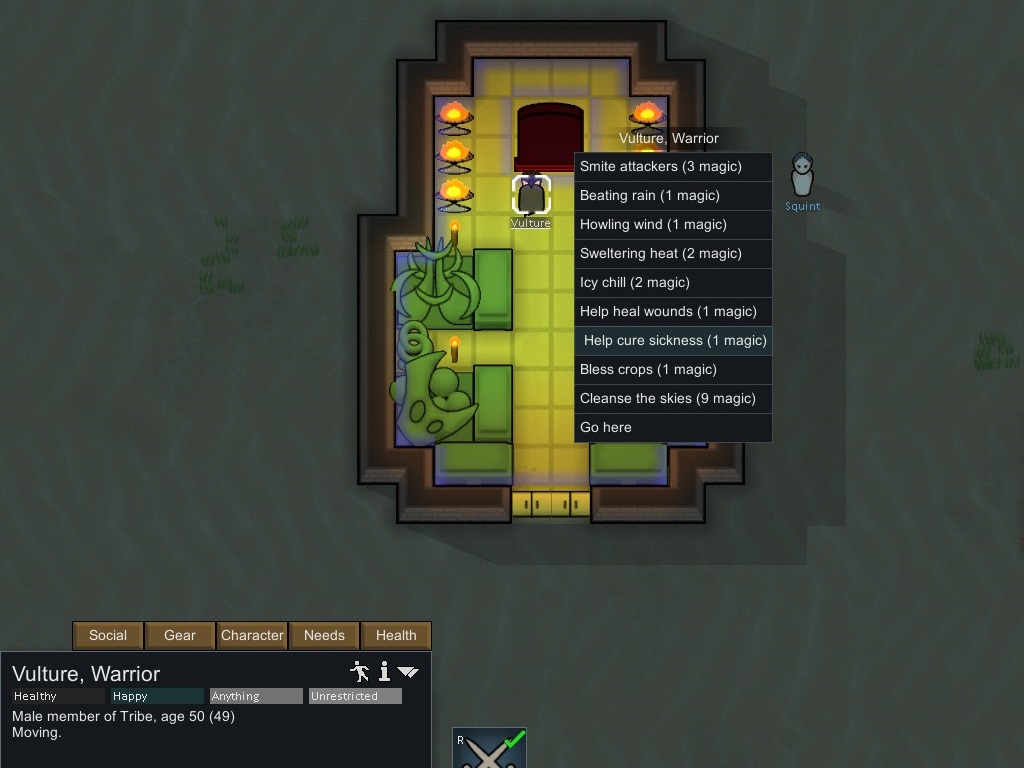 Vulture, Warrior
Smite attackers (3 magic)
Beating rain (1 magic)
Howling wind (1 magic)
Sweltering heat (2 magic)
Icy chill (2 magic)
Help heal wounds (1 magic)
Help cure sickness (1 magic)
Bless crops (1 magic)
Cleanse the skies (9 magic)
Go here
Squint
Vulture
Social
Gear
Character
Needs
Health
Vulture, Warrior
Healthy
Happy
Anything
Unrestricted
Male member of Tribe, age 50 (49)
Moving.
R